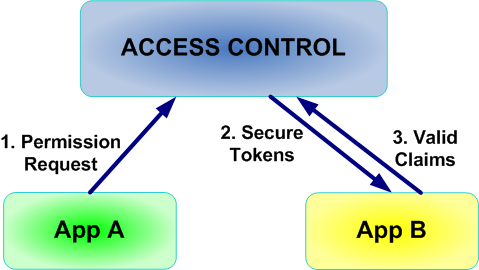 ACCESS CONTROL
1. Permission
Request
2. Secure
Tokens
3. Valid
Claims
App A
App B